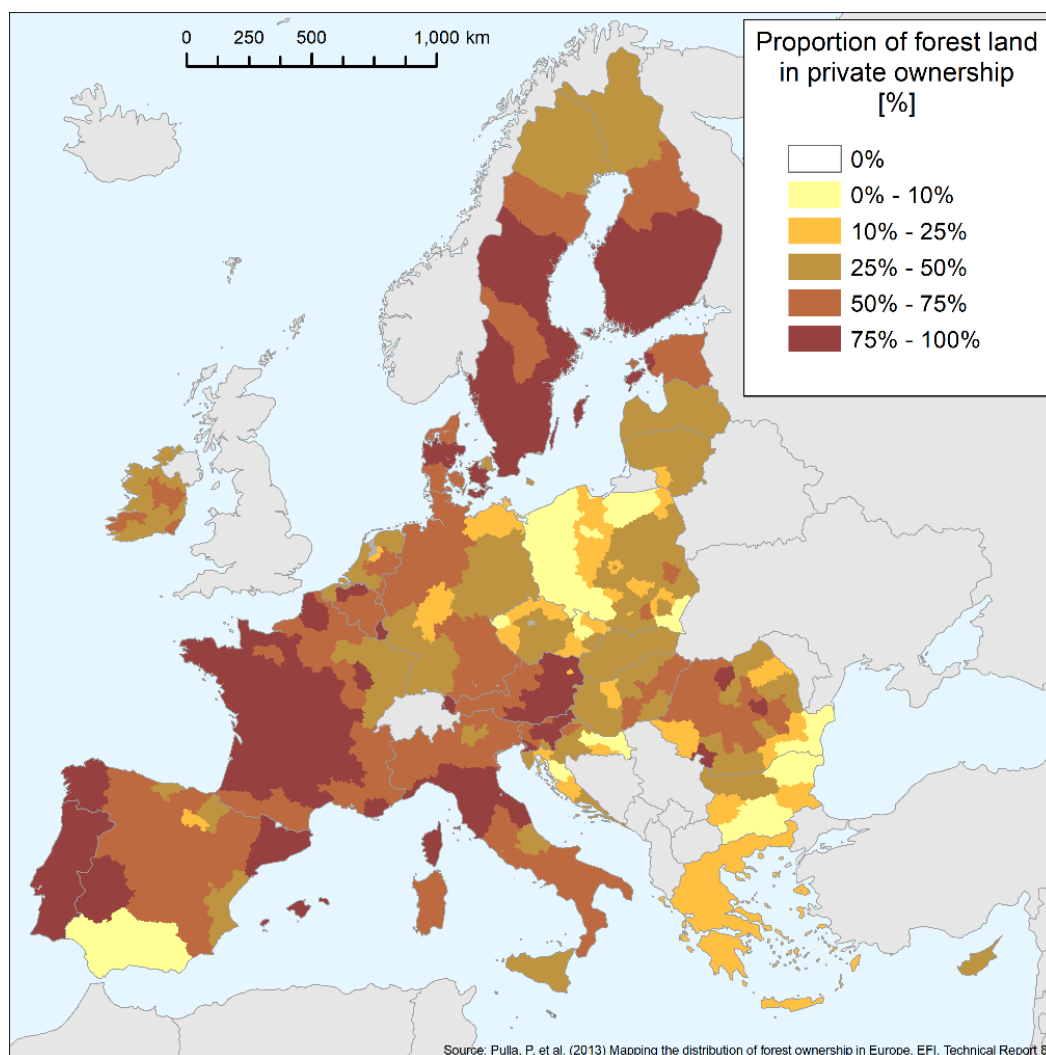 0 250 500 1,000 km
Proportion of forest land
in private ownership
[%]
0%
0% - 10%
10% - 25%
25% - 50%
50% - 75%
75% - 100%
Source: Pulla, P. et al. (2013) Mapping the distribution of forest ownership in Europe. EFI. Technical Report 8